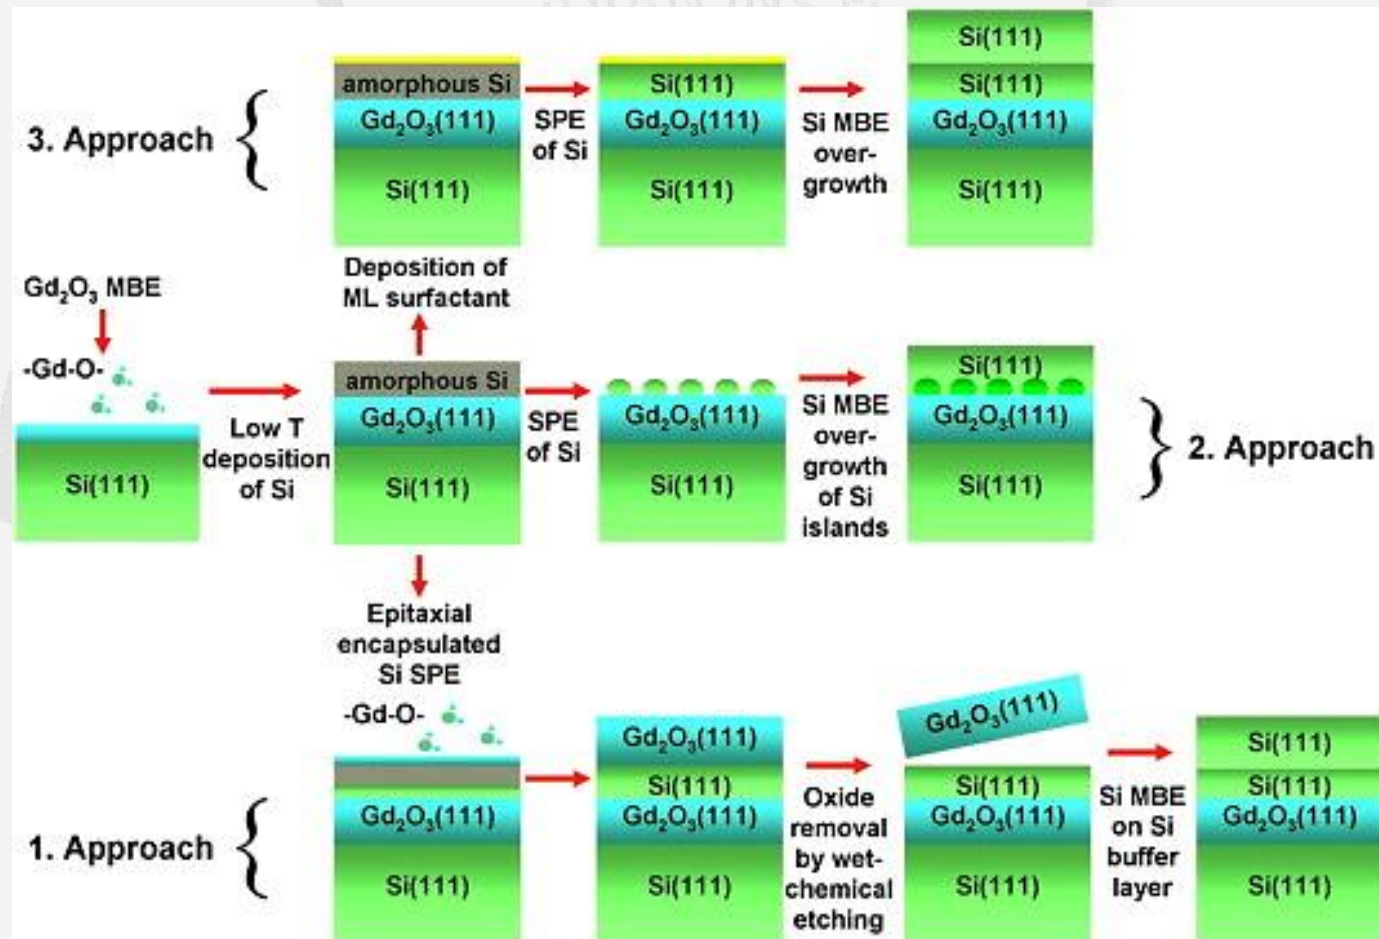 3. Approach
amorphous Si
Gd₂O₃(111)
Si(111)
SPE
of Si
Si(111)
Gd₂O₃(111)
Si(111)
Si MBE
over-
growth
Si(111)
Si(111)
Gd₂O₃(111)
Si(111)
Deposition of
ML surfactant
Gd₂O₃ MBE
-Gd-O-
Si(111)
Low T
deposition
of Si
amorphous Si
Gd₂O₃(111)
Si(111)
SPE
of Si
Gd₂O₃(111)
Si(111)
Si MBE
over-
growth
of Si
islands
Si(111)
Gd₂O₃(111)
Si(111)
2. Approach
Epitaxial
encapsulated
Si SPE
-Gd-O-
1. Approach
Gd₂O₃(111)
Si(111)
Gd₂O₃(111)
Si(111)
Gd₂O₃(111)
Si(111)
Oxide
removal
by wet-
chemical
etching
Gd₂O₃(111)
Si(111)
Gd₂O₃(111)
Si(111)
Si MBE
on Si
buffer
layer
Si(111)
Si(111)
Gd₂O₃(111)
Si(111)